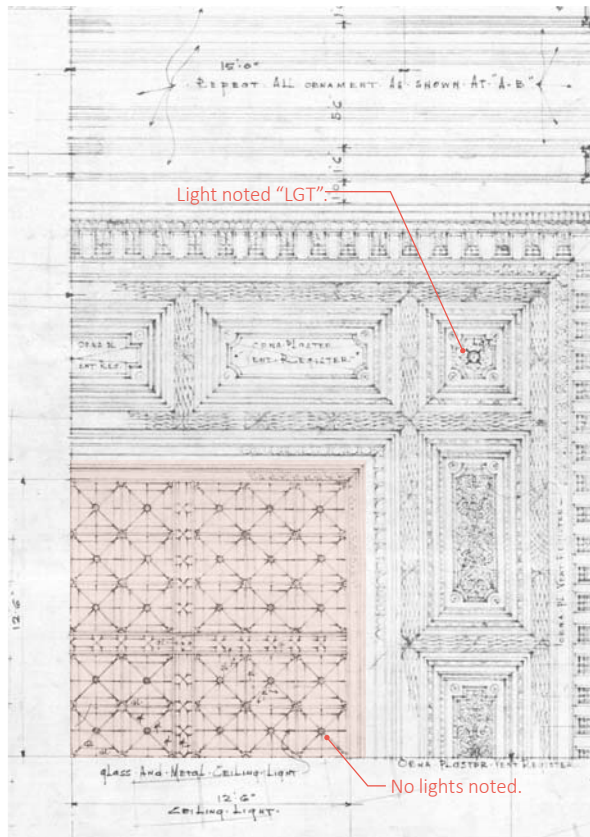 15'-0"
REPEAT ALL ORNAMENT AS SHOWN AT "A-B"
Light noted "LGT".
LGT
ORNA PLASTER
VENT REGISTER
12'-6"
GLASS AND METAL CEILING LIGHT
ORNA PLASTER VENT REGISTER
No lights noted.
12'-6"
CEILING LIGHT